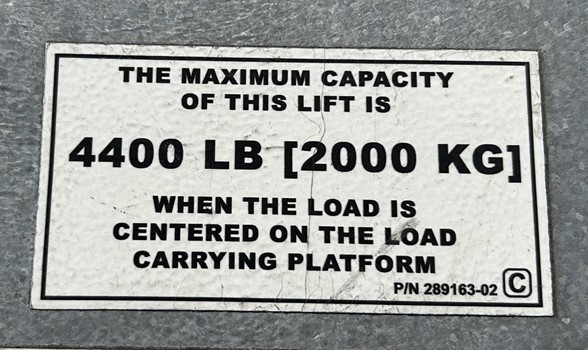 THE MAXIMUM CAPACITY
OF THIS LIFT IS
4400 LB [2000 KG]
WHEN THE LOAD IS
CENTERED ON THE LOAD
CARRYING PLATFORM
P/N 289163-02 C